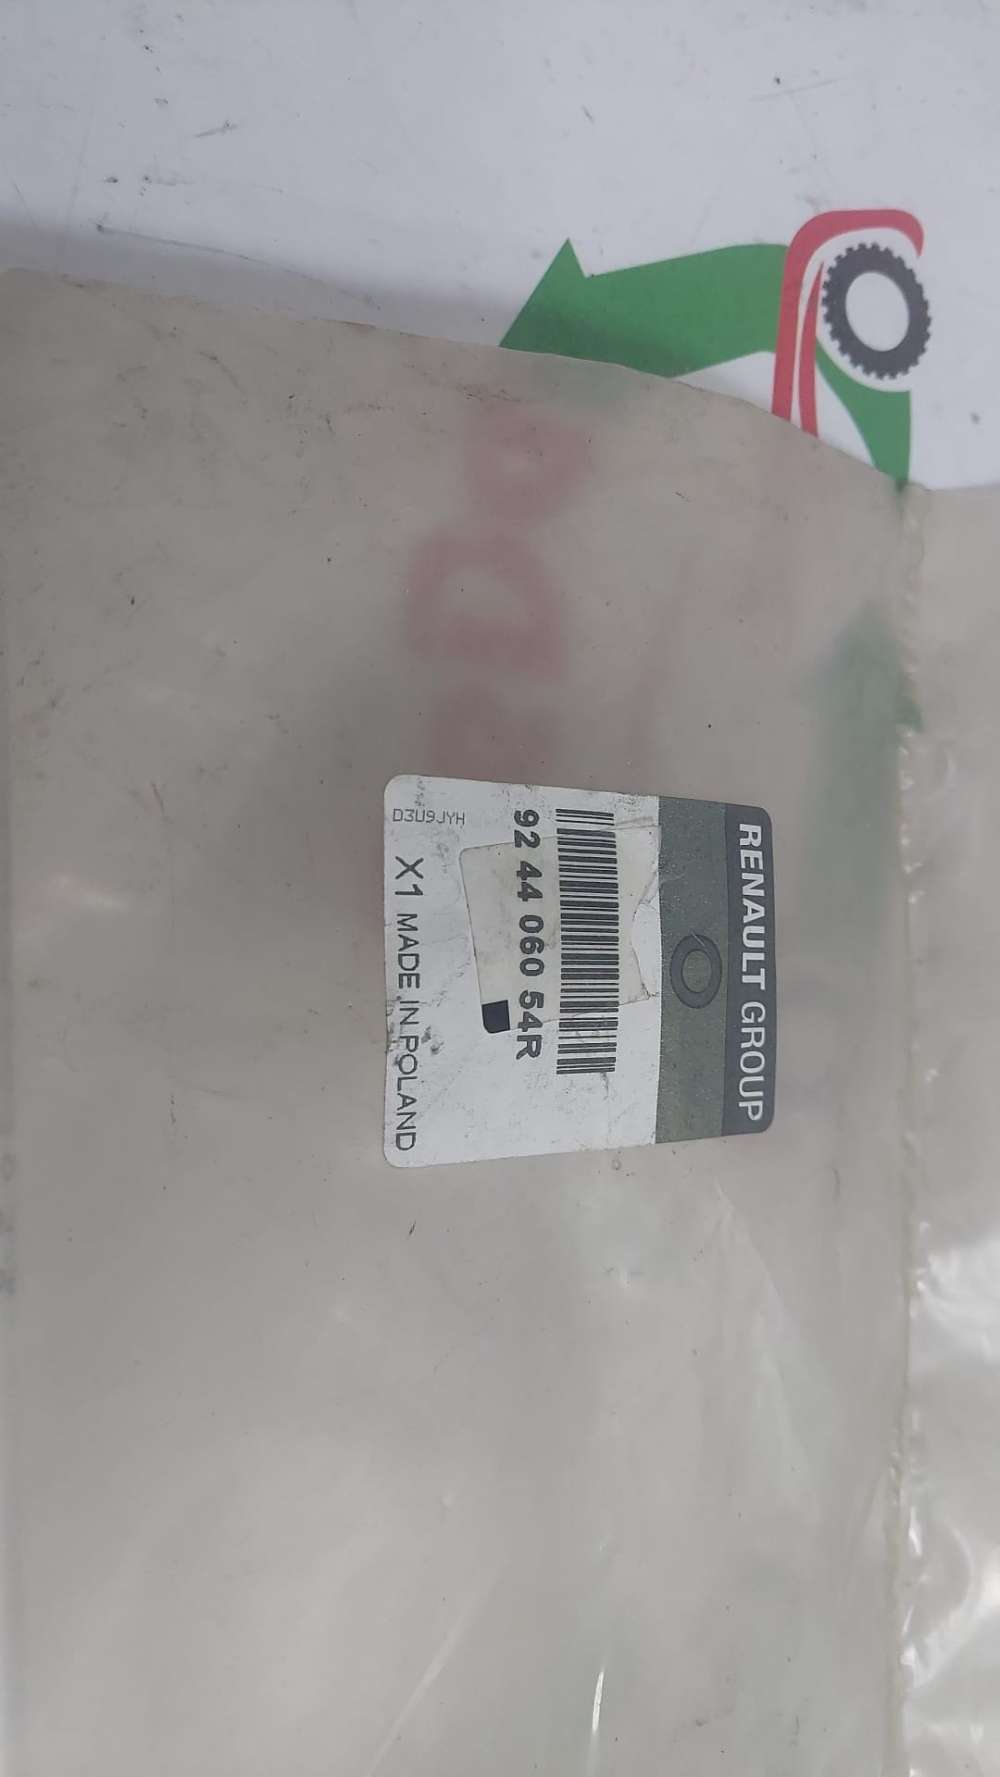 RENAULT GROUP
92 44 060 54R
D3U9JYH
X1 MADE IN POLAND